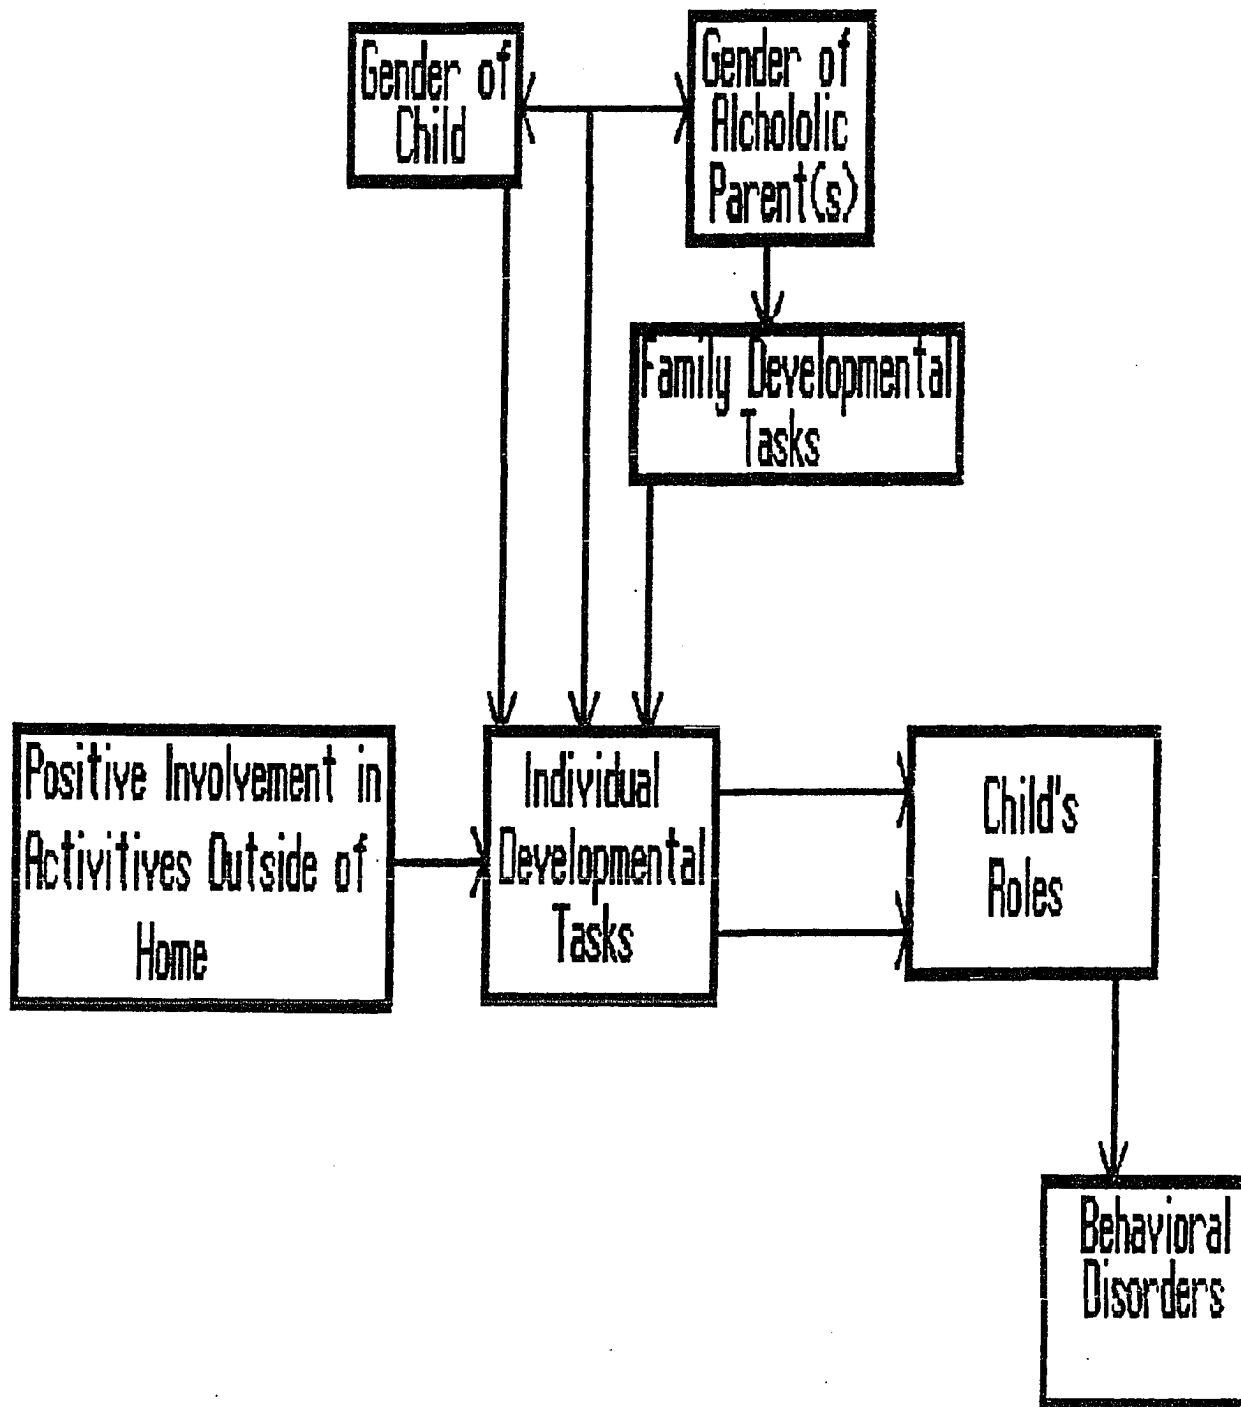 Gender of
Child
Gender of
Alchololic
Parent(s)
Family Developmental
Tasks
Positive Involvement in
Activitives Outside of
Home
Individual
Developmental
Tasks
Child's
Roles
Behavioral
Disorders